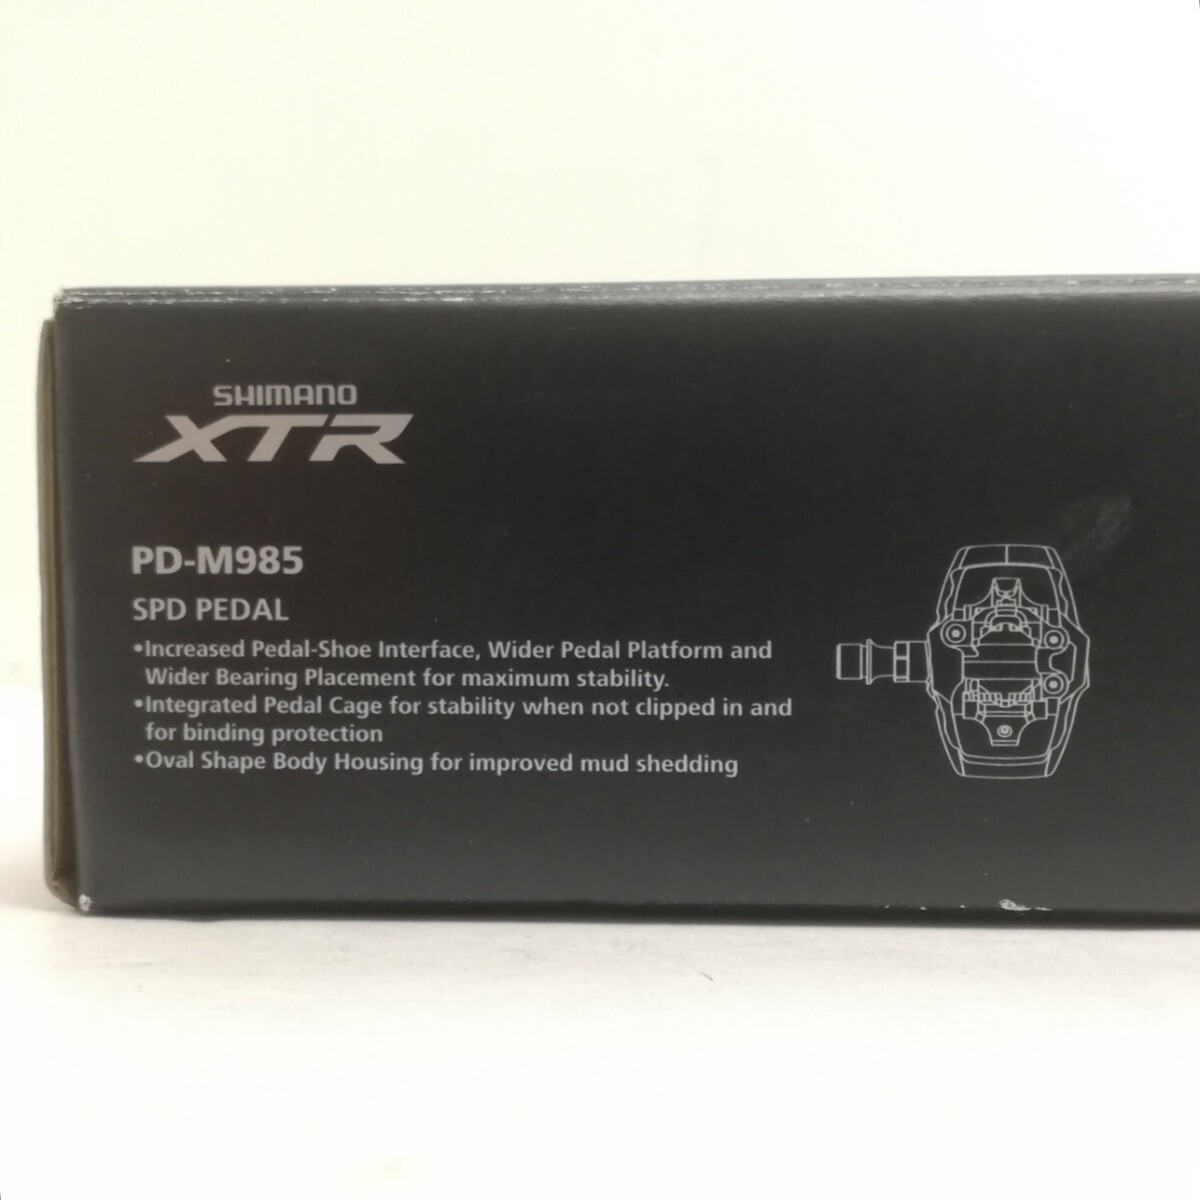 SHIMANO
XTR
PD-M985
SPD PEDAL
•Increased Pedal-Shoe Interface, Wider Pedal Platform and
Wider Bearing Placement for maximum stability.
•Integrated Pedal Cage for stability when not clipped in and
for binding protection
•Oval Shape Body Housing for improved mud shedding